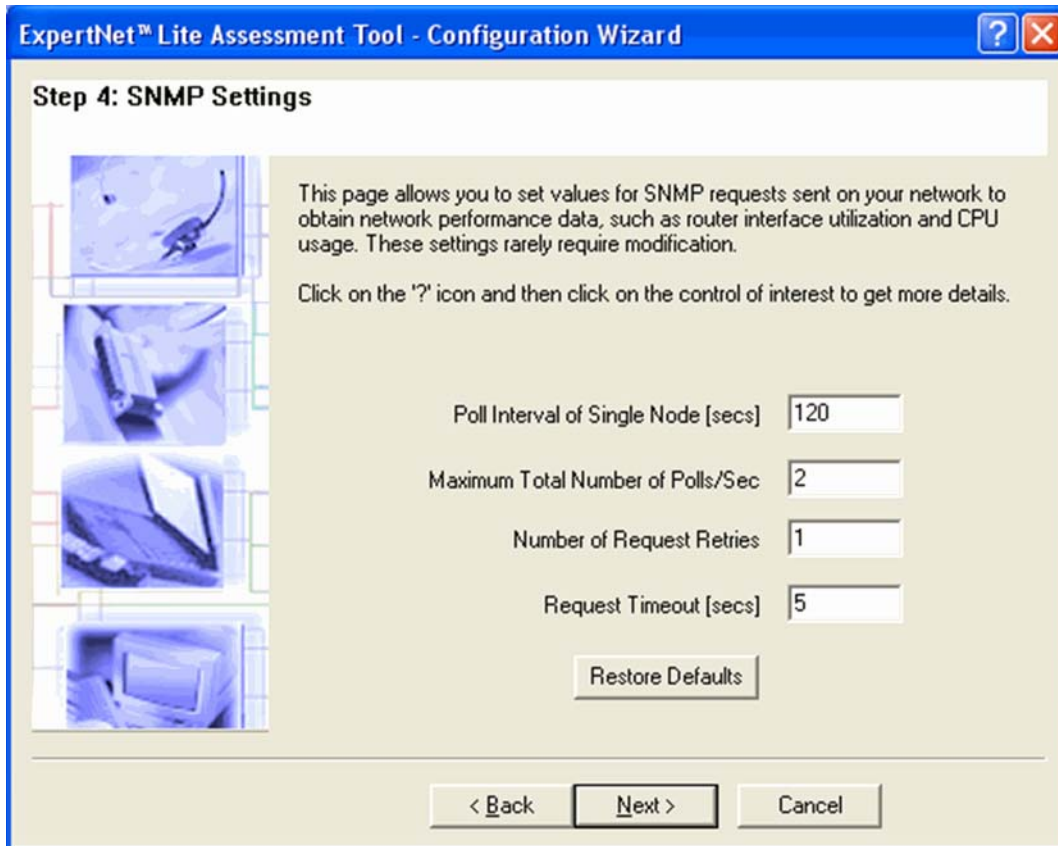 ExpertNet™ Lite Assessment Tool - Configuration Wizard
?
Step 4: SNMP Settings
This page allows you to set values for SNMP requests sent on your network to
obtain network performance data, such as router interface utilization and CPU
usage. These settings rarely require modification.
Click on the '?' icon and then click on the control of interest to get more details.
Poll Interval of Single Node [secs] 120
Maximum Total Number of Polls/Sec 2
Number of Request Retries 1
Request Timeout [secs] 5
Restore Defaults
< Back Next > Cancel